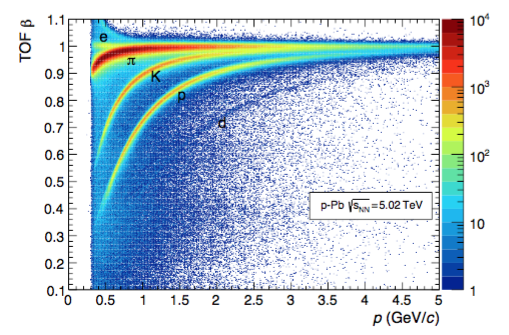 TOF β
1.1
1
0.9
0.8
0.7
0.6
0.5
0.4
0.3
0.2
0.1
e
π
K
p
d
p-Pb √sNN = 5.02 TeV
0 0.5 1 1.5 2 2.5 3 3.5 4 4.5 5
p (GeV/c)
10⁴
10³
10²
10
1